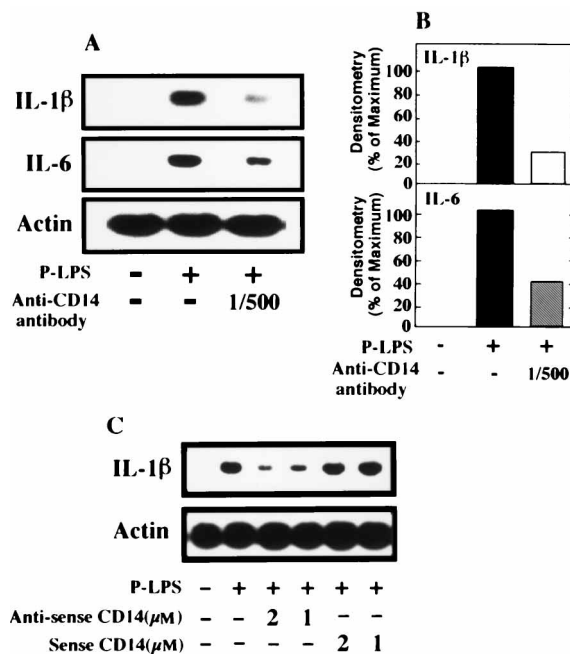 A
IL-1β
IL-6
Actin
P-LPS - + +
Anti-CD14 - - 1/500
antibody
B
IL-1β
Densitometry
(% of Maximum)
100
80
60
40
20
0
IL-6
Densitometry
(% of Maximum)
100
80
60
40
20
0
P-LPS - + +
Anti-CD14 - - 1/500
antibody
C
IL-1β
Actin
P-LPS - + + + + +
Anti-sense CD14(μM) - - 2 1 - -
Sense CD14(μM) - - - - 2 1